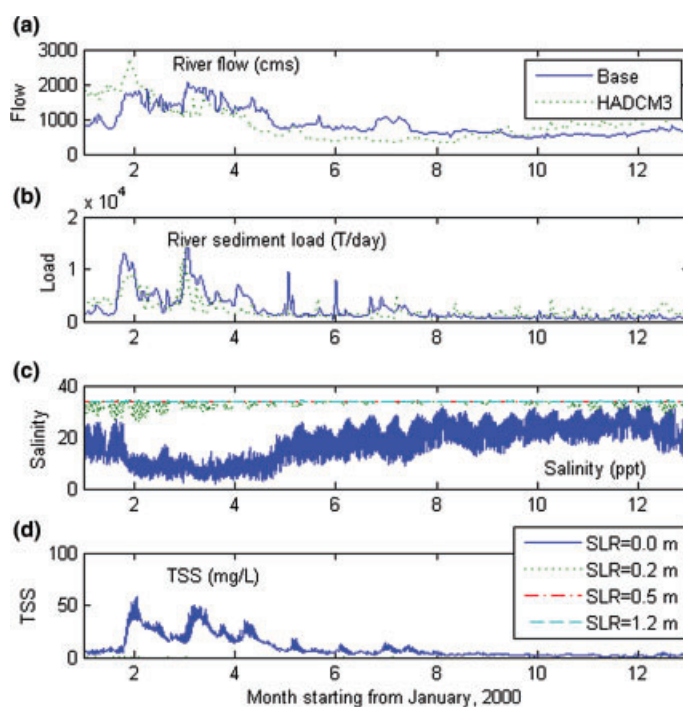 (a)
3000
2000
1000
0
Flow
River flow (cms)
Base
HADCM3
2 4 6 8 10 12
(b)
x 10^4
2
1
0
Load
River sediment load (T/day)
2 4 6 8 10 12
(c)
40
20
0
Salinity
Salinity (ppt)
2 4 6 8 10 12
(d)
100
50
0
TSS
TSS (mg/L)
SLR=0.0 m
SLR=0.2 m
SLR=0.5 m
SLR=1.2 m
2 4 6 8 10 12
Month starting from January, 2000